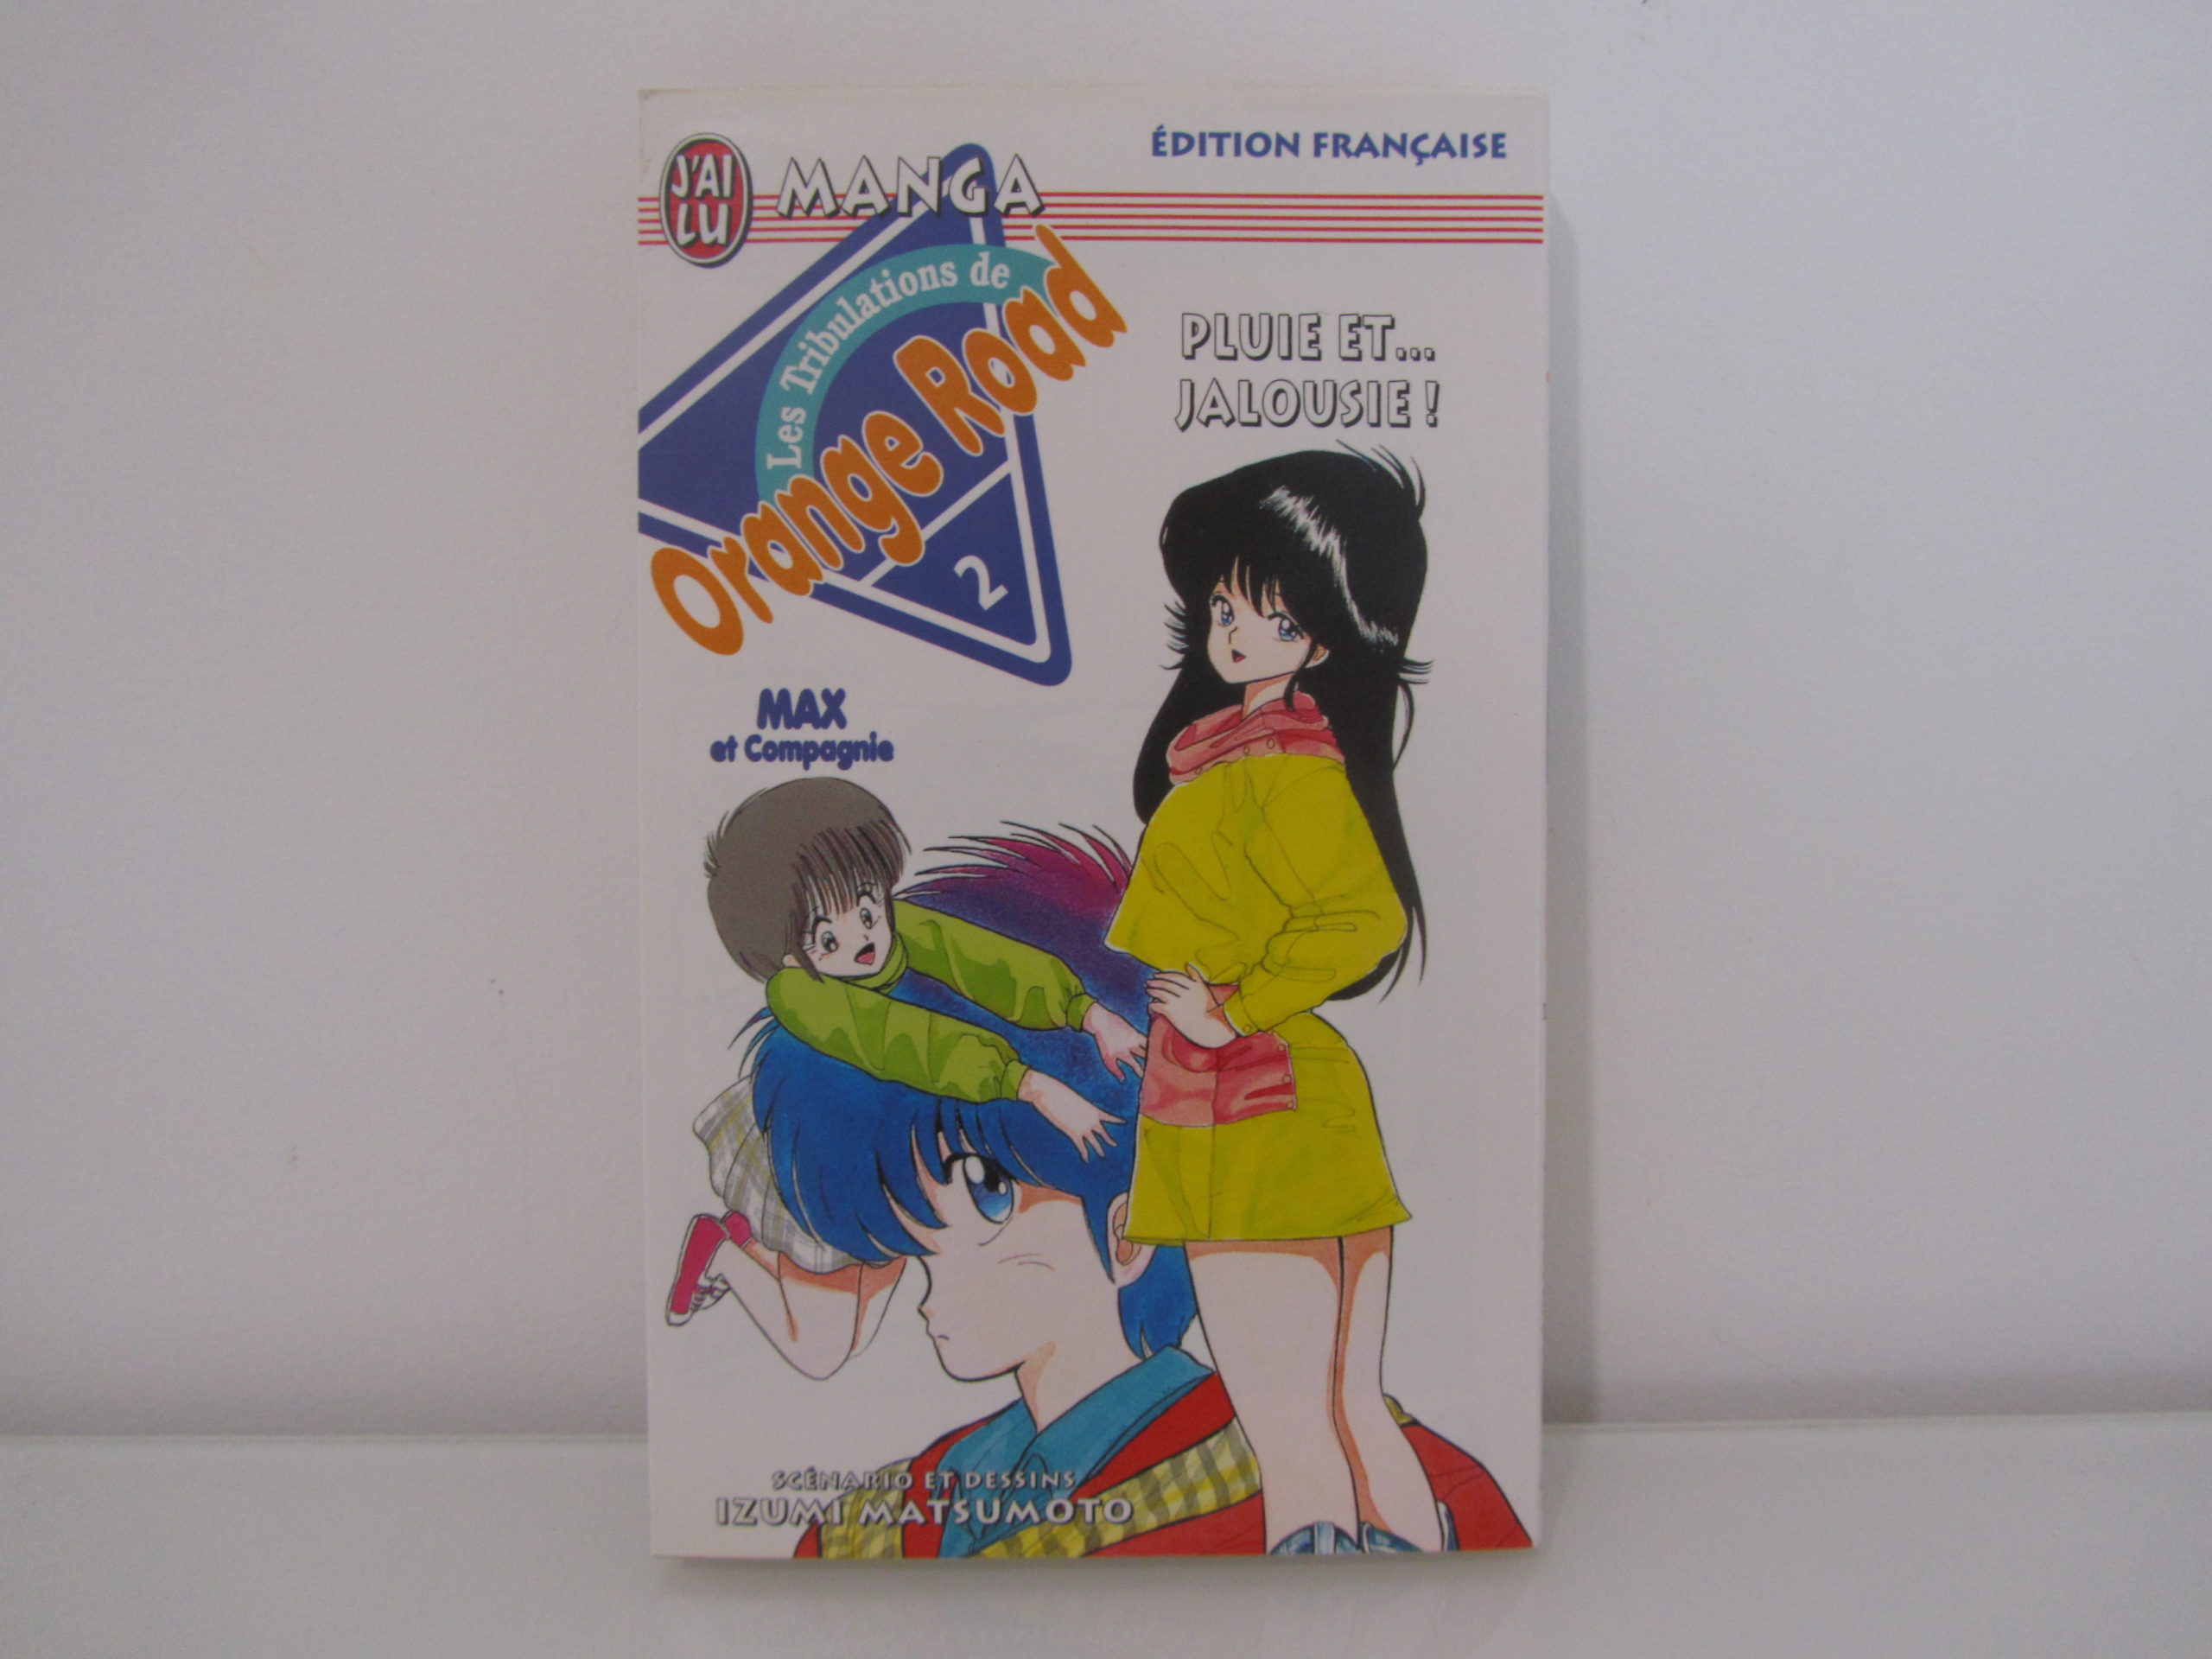 J'AI
LU
MANGA
ÉDITION FRANÇAISE
Les Tribulations de
Orange Road
2
PLUIE ET...
JALOUSIE !
MAX
et Compagnie
SCÉNARIO ET DESSINS
IZUMI MATSUMOTO